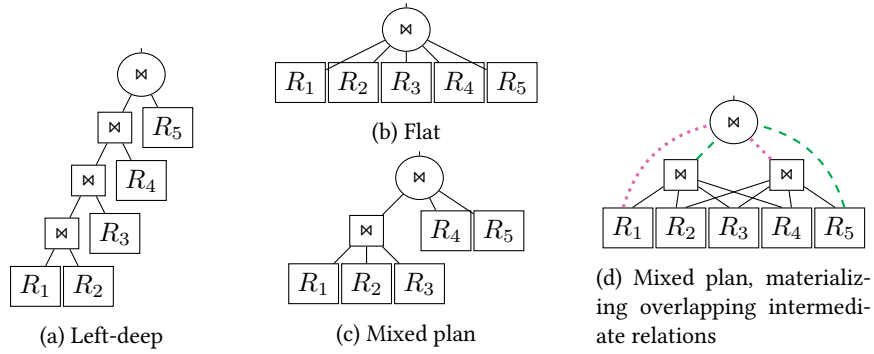 ⋈
⋈ R₅
⋈ R₄
⋈ R₃
R₁ R₂
(a) Left-deep
⋈
R₁ R₂ R₃ R₄ R₅
(b) Flat
⋈
⋈ R₄ R₅
R₁ R₂ R₃
(c) Mixed plan
⋈
⋈ ⋈
R₁ R₂ R₃ R₄ R₅
(d) Mixed plan, materializ-
ing overlapping intermedi-
ate relations